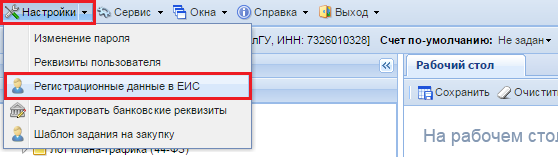 Настройки Сервис Окна Справка Выход
Изменение пароля
лГУ, ИНН: 7326010328] Счет по-умолчанию: Не задан
Реквизиты пользователя
Рабочий стол
Регистрационные данные в ЕИС
Сохранить Очистит
Редактировать банковские реквизиты
Шаблон задания на закупку
На рабочем сто
Лот плана-графика (44-ФЗ)